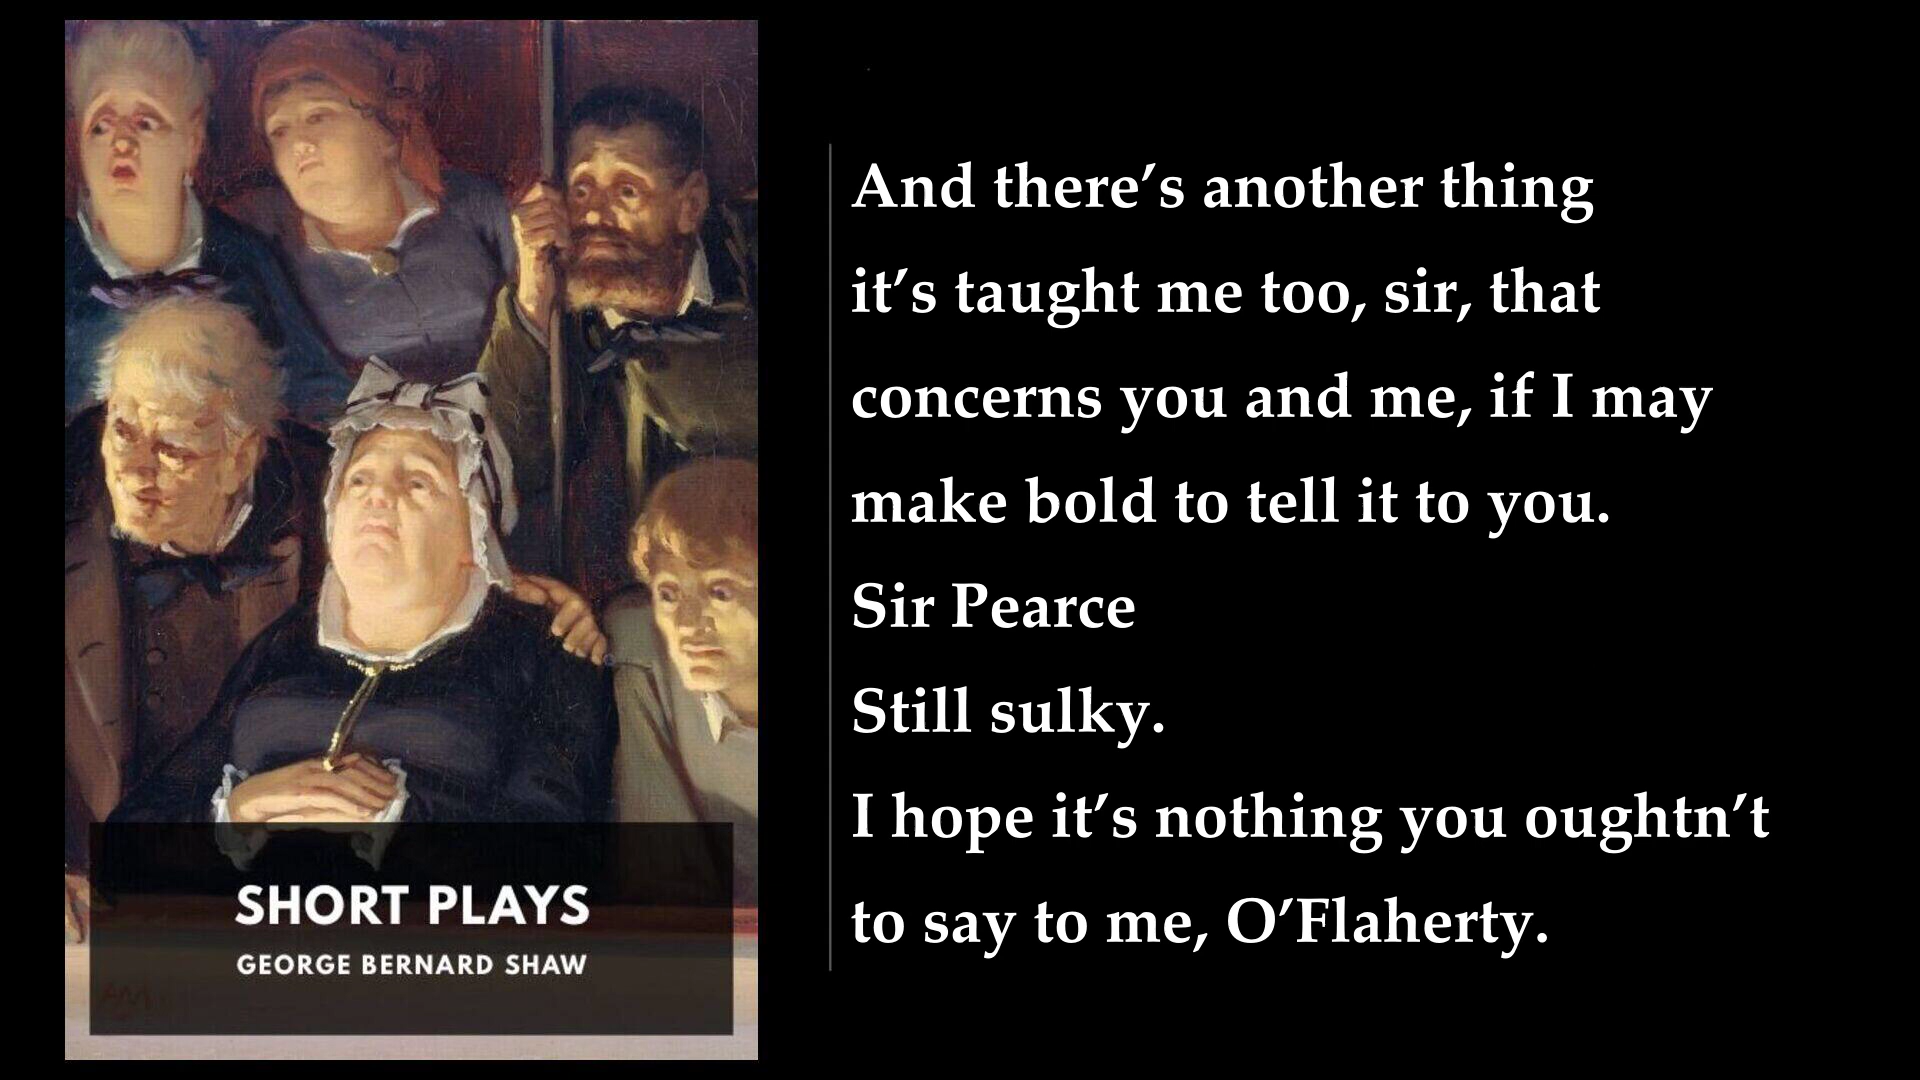 SHORT PLAYS
GEORGE BERNARD SHAW
And there’s another thing
it’s taught me too, sir, that
concerns you and me, if I may
make bold to tell it to you.
Sir Pearce
Still sulky.
I hope it’s nothing you oughtn’t
to say to me, O’Flaherty.